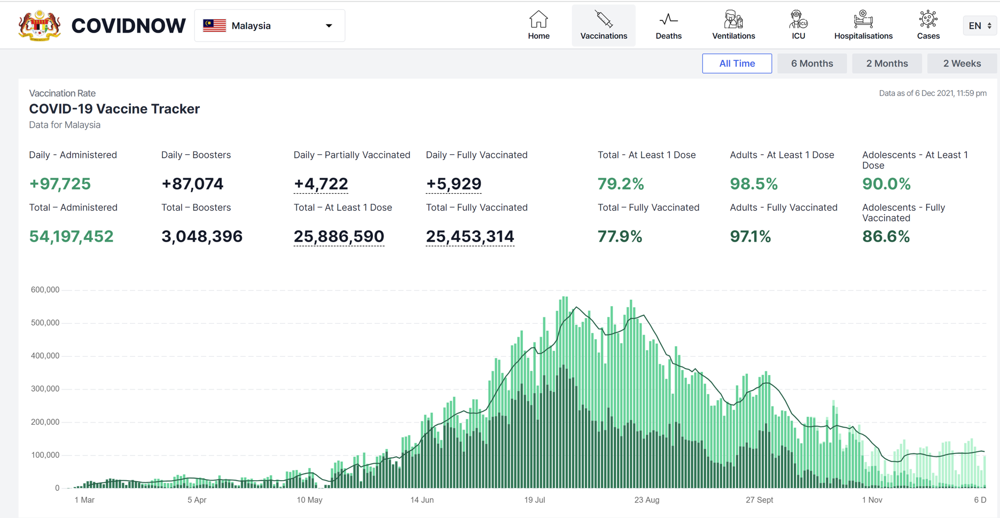 COVIDNOW
Malaysia
Home
Vaccinations
Deaths
Ventilations
ICU
Hospitalisations
Cases
EN
All Time
6 Months
2 Months
2 Weeks
Vaccination Rate
Data as of 6 Dec 2021, 11:59 pm
COVID-19 Vaccine Tracker
Data for Malaysia
Daily - Administered
+97,725
Daily – Boosters
+87,074
Daily – Partially Vaccinated
+4,722
Daily – Fully Vaccinated
+5,929
Total - At Least 1 Dose
79.2%
Adults - At Least 1 Dose
98.5%
Adolescents - At Least 1
Dose
90.0%
Total – Administered
54,197,452
Total – Boosters
3,048,396
Total – At Least 1 Dose
25,886,590
Total – Fully Vaccinated
25,453,314
Total – Fully Vaccinated
77.9%
Adults - Fully Vaccinated
97.1%
Adolescents - Fully
Vaccinated
86.6%
600,000
500,000
400,000
300,000
200,000
100,000
0
1 Mar
5 Apr
10 May
14 Jun
19 Jul
23 Aug
27 Sept
1 Nov
6 D